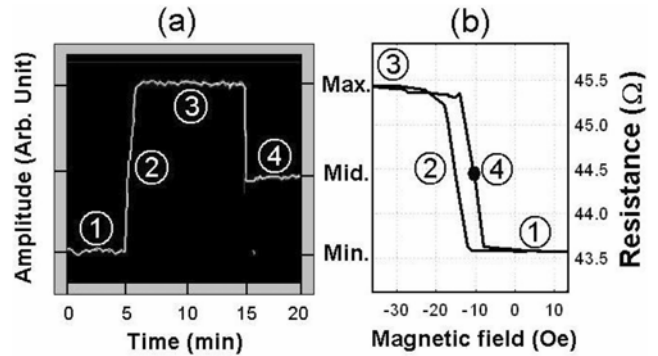 (a)
(b)
Amplitude (Arb. Unit)
1
2
3
4
0 5 10 15 20
Time (min)
Max.
Mid.
Min.
3
2
4
1
45.5
45.0
44.5
44.0
43.5
Resistance (Ω)
-30 -20 -10 0 10
Magnetic field (Oe)